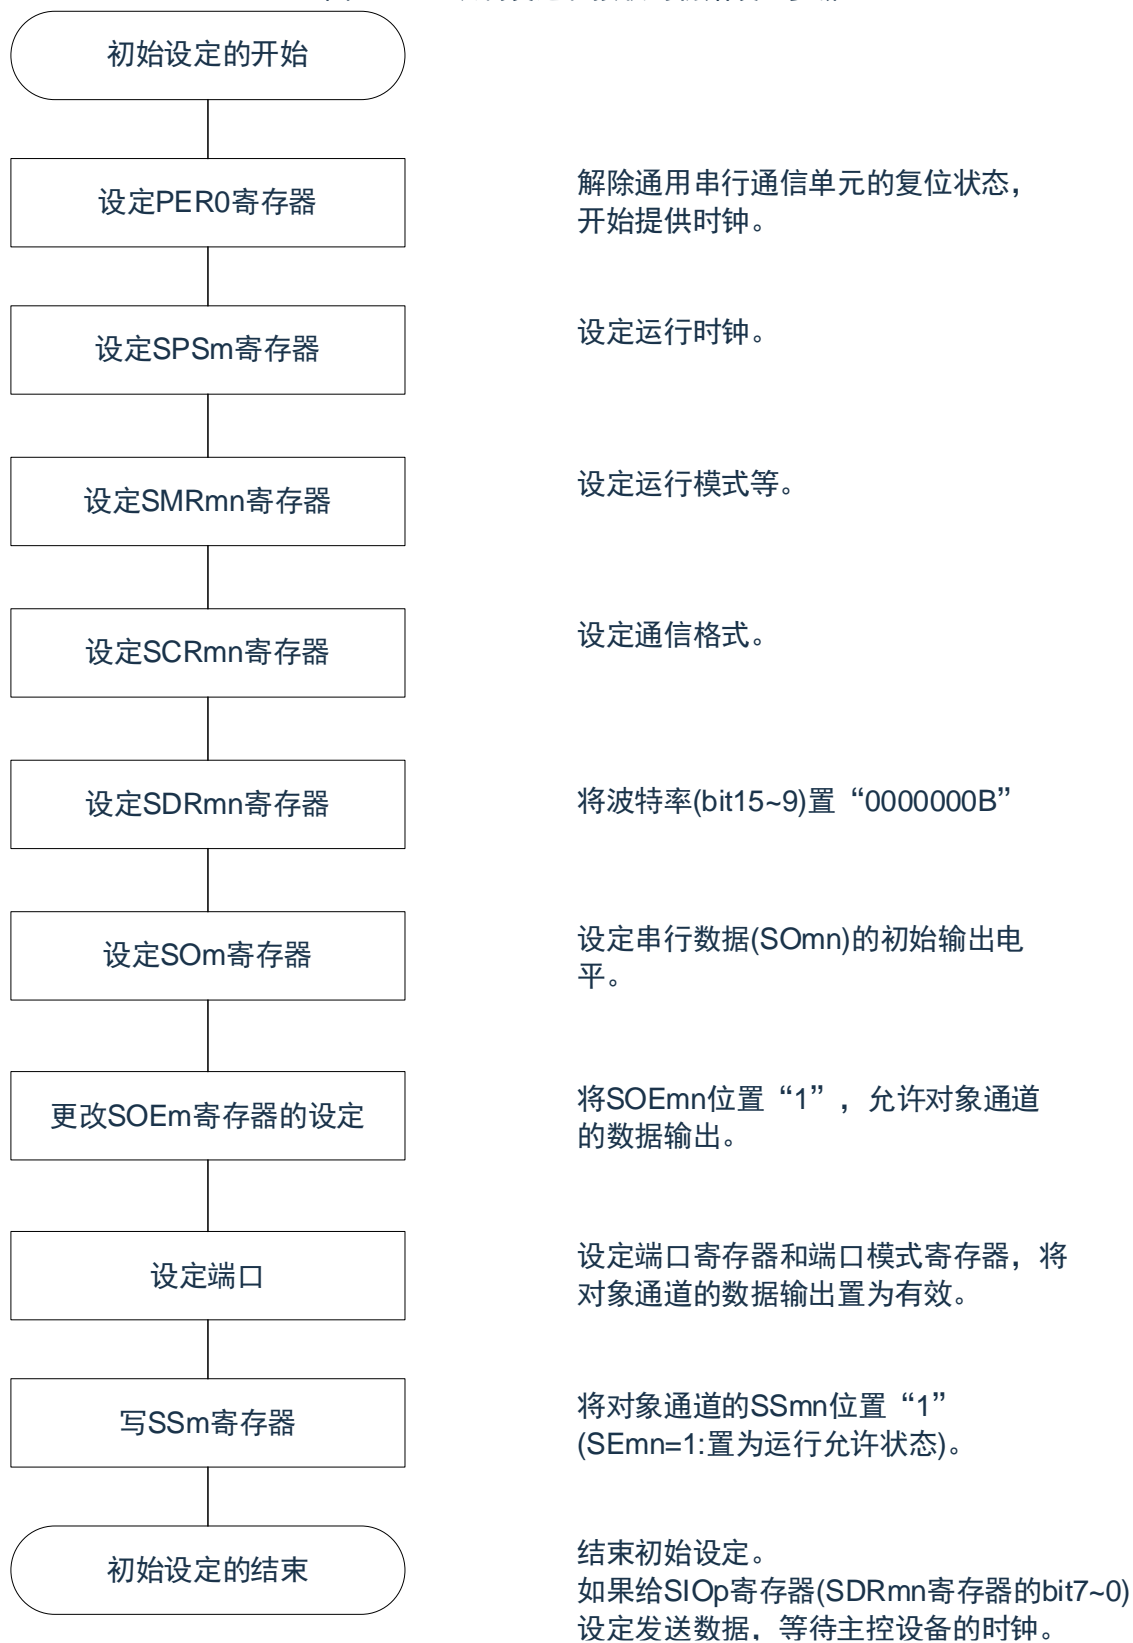 初始设定的开始
设定PER0寄存器
解除通用串行通信单元的复位状态，
开始提供时钟。
设定SPSm寄存器
设定运行时钟。
设定SMRmn寄存器
设定运行模式等。
设定SCRmn寄存器
设定通信格式。
设定SDRmn寄存器
将波特率(bit15~9)置“0000000B”
设定SOm寄存器
设定串行数据(SOmn)的初始输出电
平。
更改SOEm寄存器的设定
将SOEmn位置“1”，允许对象通道
的数据输出。
设定端口
设定端口寄存器和端口模式寄存器，将
对象通道的数据输出置为有效。
写SSm寄存器
将对象通道的SSmn位置“1”
(SEmn=1:置为运行允许状态)。
初始设定的结束
结束初始设定。
如果给SIOp寄存器(SDRmn寄存器的bit7~0)
设定发送数据，等待主控设备的时钟。